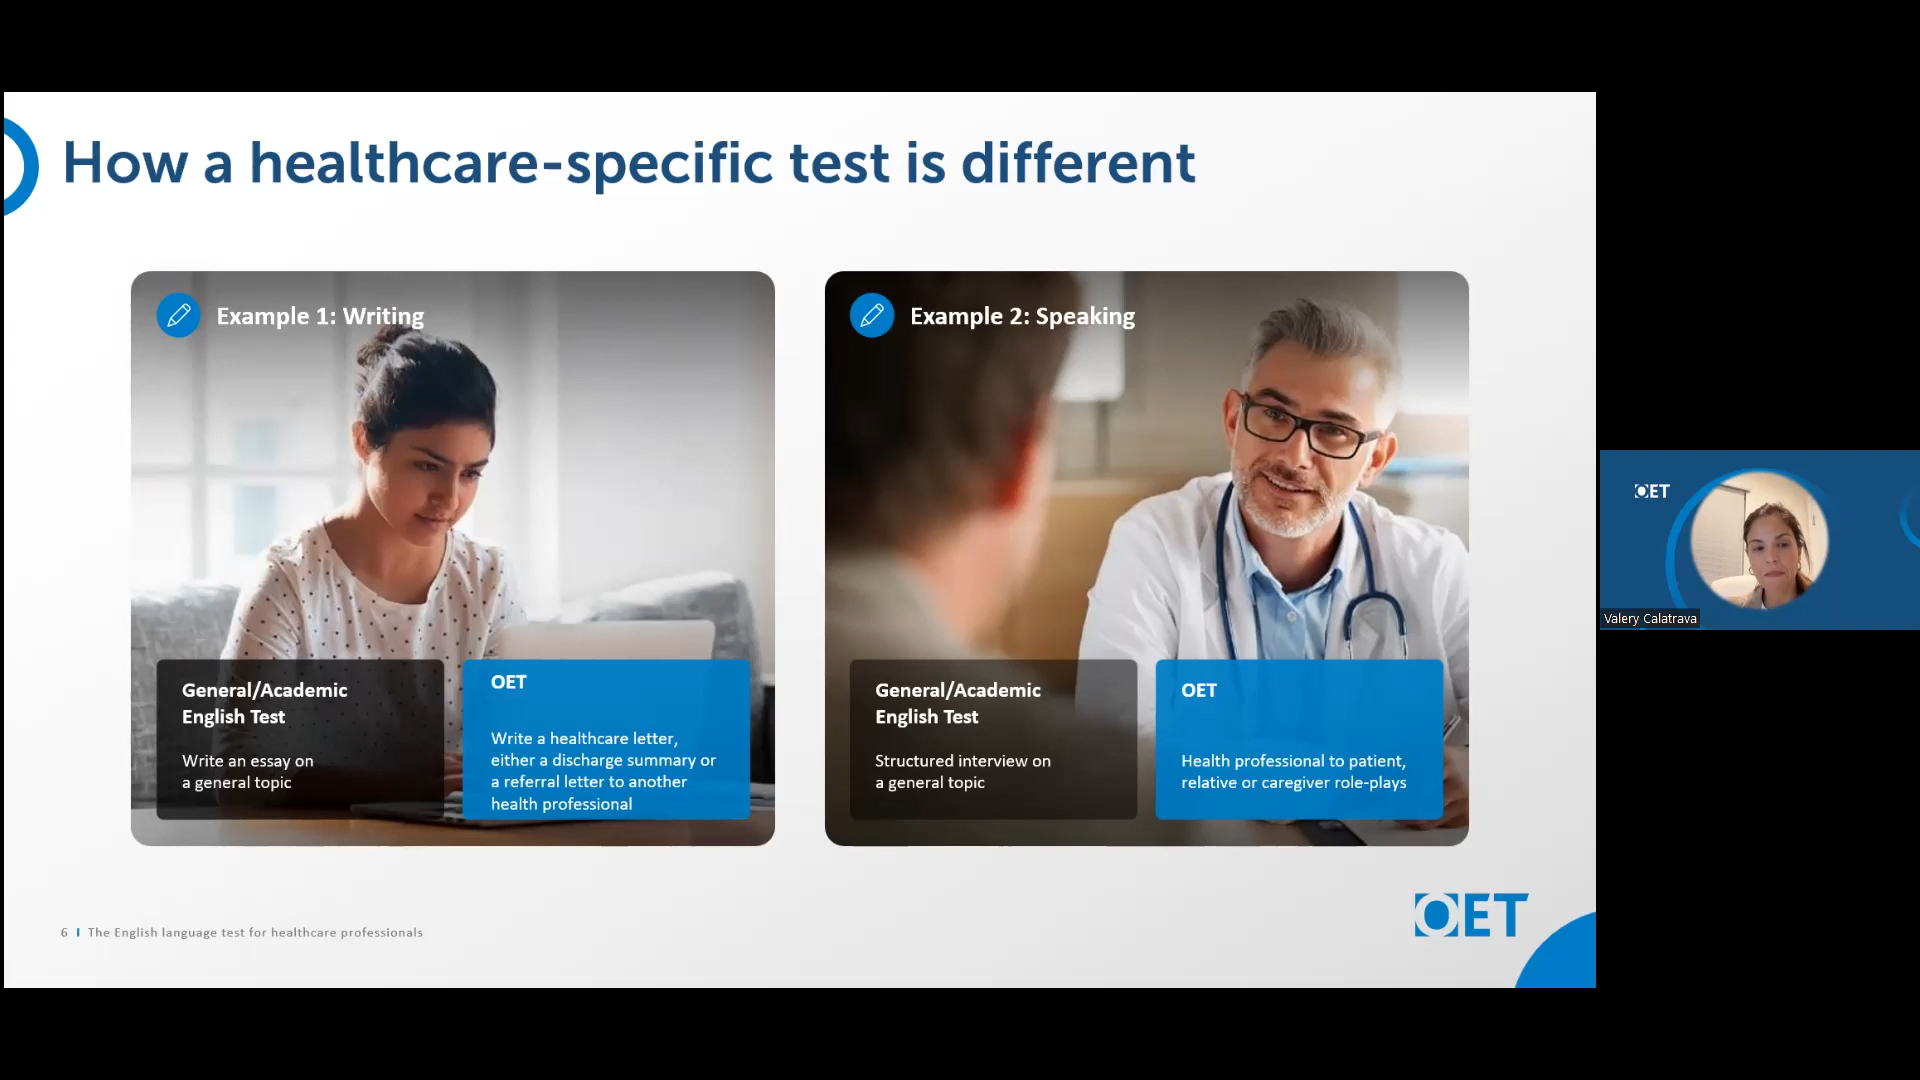 How a healthcare-specific test is different
Example 1: Writing
General/Academic
English Test
Write an essay on
a general topic
OET
Write a healthcare letter,
either a discharge summary or
a referral letter to another
health professional
Example 2: Speaking
General/Academic
English Test
Structured interview on
a general topic
OET
Health professional to patient,
relative or caregiver role-plays
6 I The English language test for healthcare professionals
OET
OET
Valery Calatrava